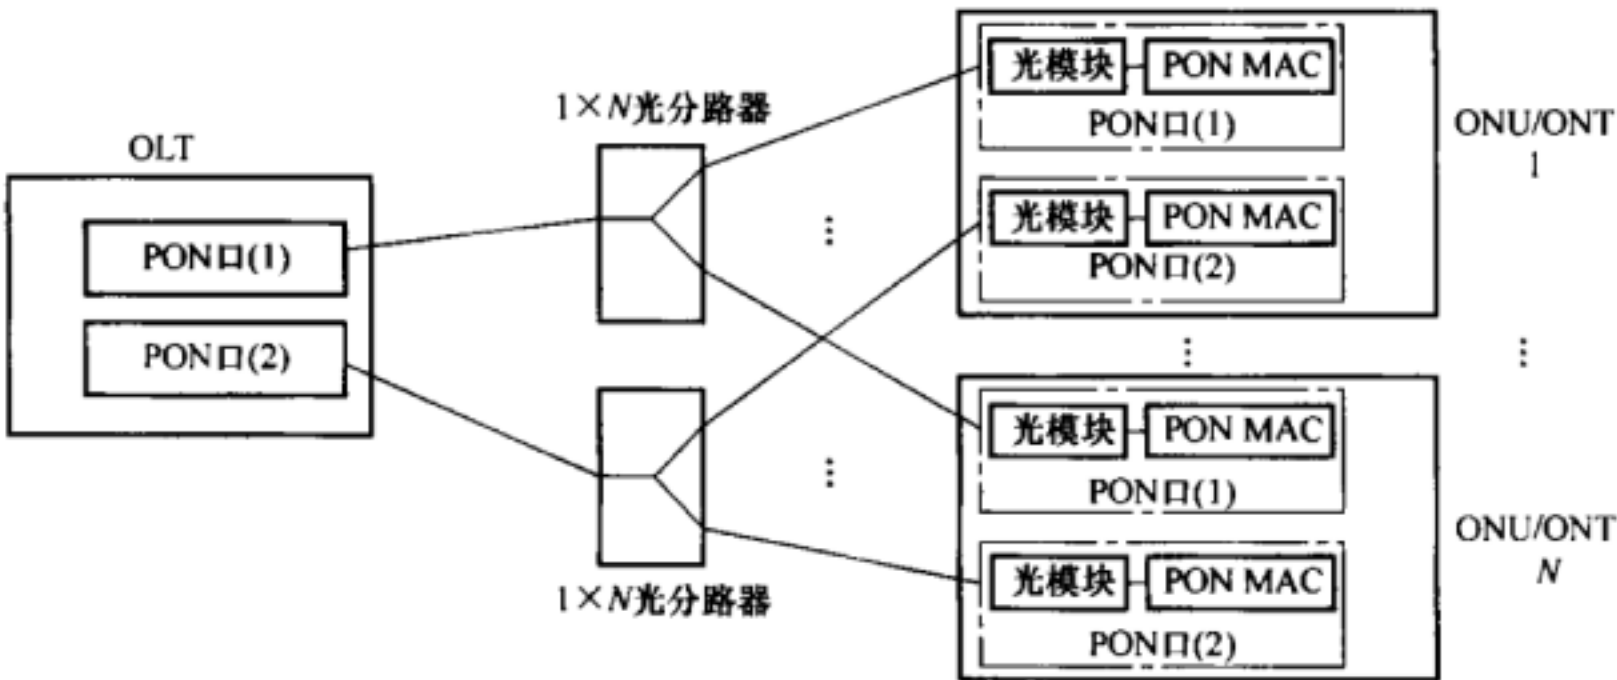 OLT
PON口(1)
PON口(2)
1×N光分路器
⋮
⋮
1×N光分路器
光模块 PON MAC
PON口(1)
光模块 PON MAC
PON口(2)
ONU/ONT
1
⋮ ⋮
光模块 PON MAC
PON口(1)
光模块 PON MAC
PON口(2)
ONU/ONT
N